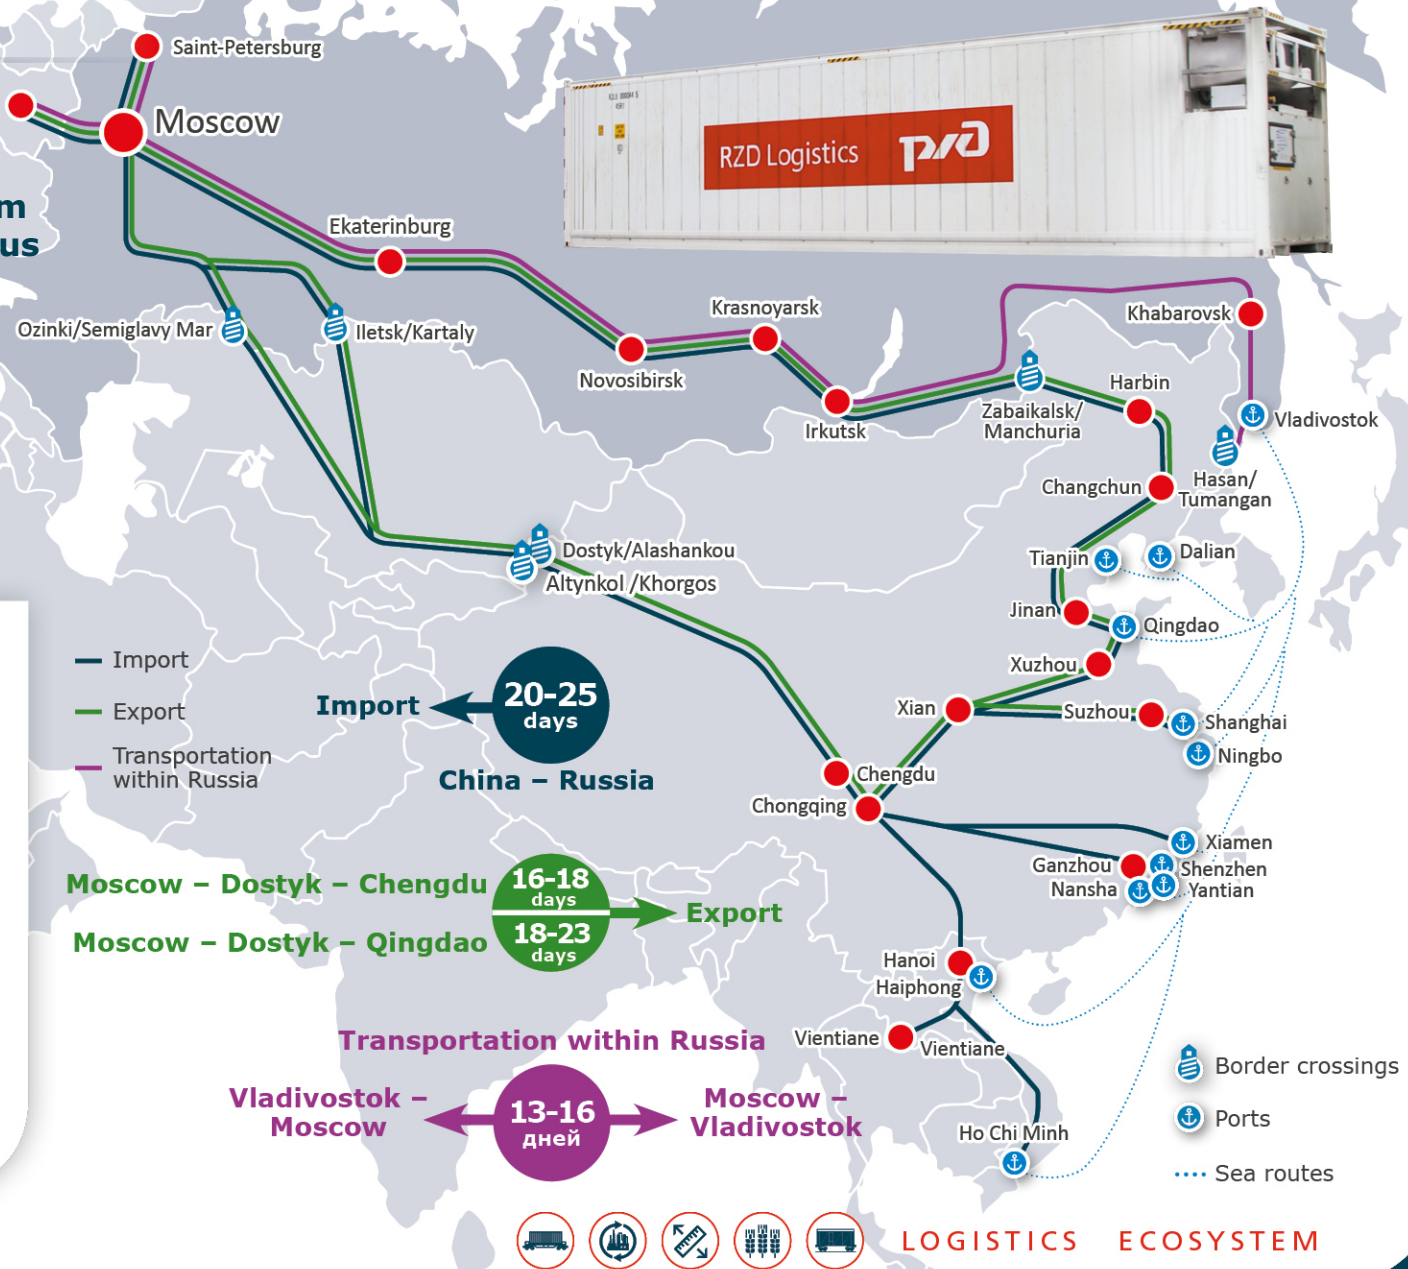 Saint-Petersburg
Moscow
m
us
RZD Logistics
ржд
Ekaterinburg
Ozinki/Semiglavy Mar
Iletsk/Kartaly
Novosibirsk
Krasnoyarsk
Irkutsk
Khabarovsk
Zabaikalsk/
Manchuria
Harbin
Vladivostok
Hasan/
Tumangan
Changchun
Tianjin
Dalian
Dostyk/Alashankou
Altynkol /Khorgos
Jinan
Qingdao
Xuzhou
Xian
Suzhou
Shanghai
Ningbo
Import
Export
Transportation
within Russia
Import
20-25
days
China – Russia
Chengdu
Chongqing
Xiamen
Ganzhou
Shenzhen
Nansha
Yantian
Moscow – Dostyk – Chengdu
16-18
days
Export
Moscow – Dostyk – Qingdao
18-23
days
Hanoi
Haiphong
Vientiane
Vientiane
Ho Chi Minh
Transportation within Russia
Vladivostok –
Moscow
13-16
дней
Moscow –
Vladivostok
Border crossings
Ports
Sea routes
LOGISTICS ECOSYSTEM